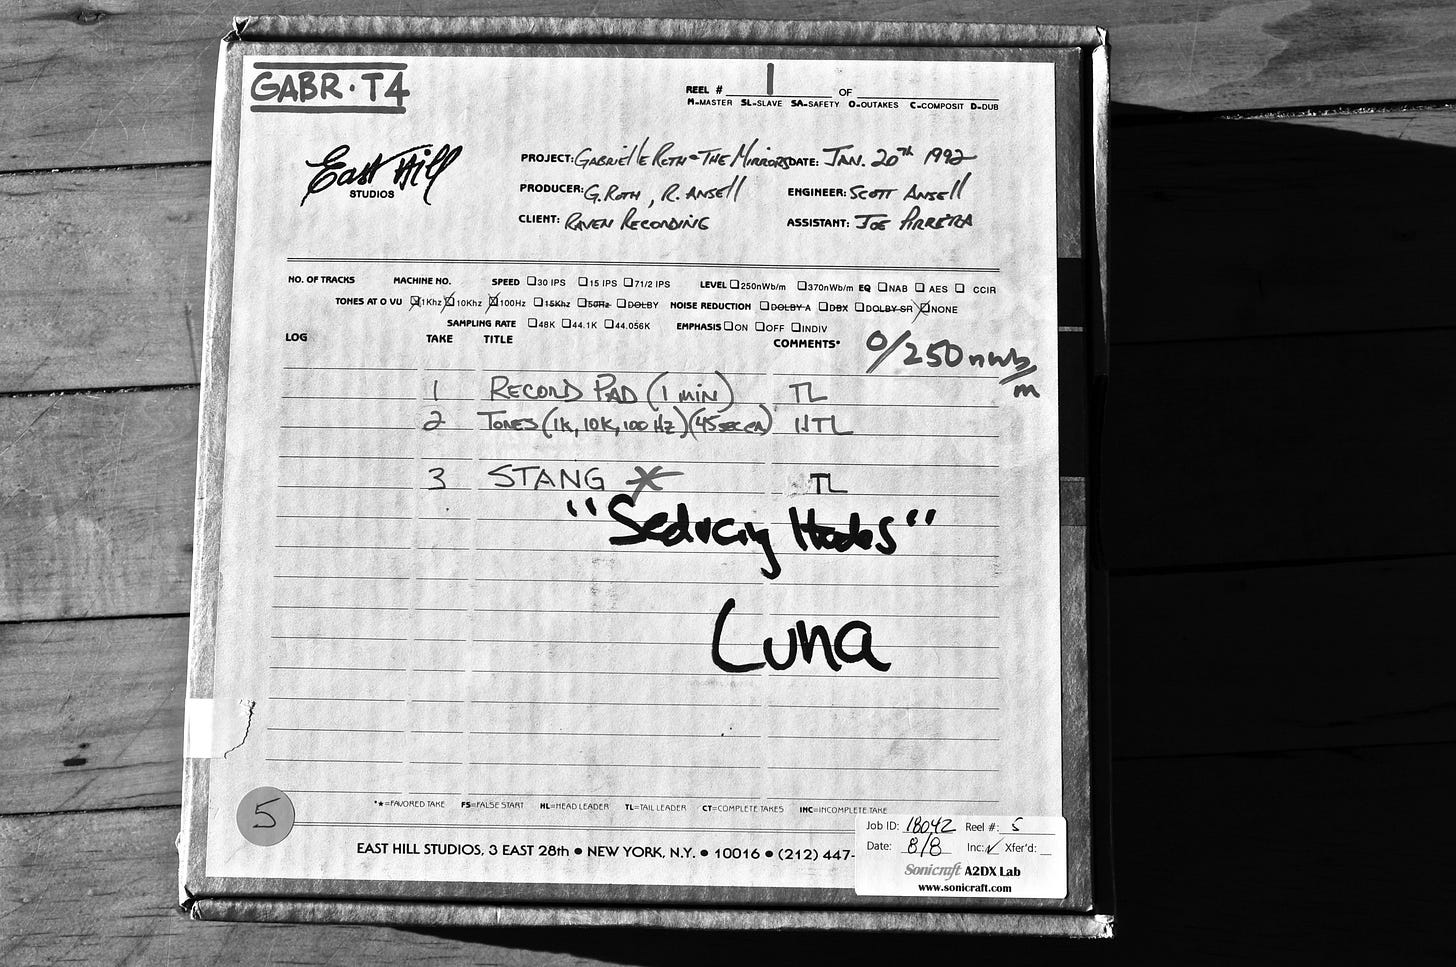 GABR·T4
REEL # 1 OF
M=MASTER SL=SLAVE SA=SAFETY O=OUTAKES C=COMPOSIT D=DUB
East Hill
STUDIOS
PROJECT: GABRIELLE ROTH + THE MIRRORS DATE: JAN. 20th 1992
PRODUCER: G. ROTH, R. ANSELL ENGINEER: SCOTT ANSELL
CLIENT: RAVEN RECORDING ASSISTANT: JOE
NO. OF TRACKS MACHINE NO. SPEED 30 IPS 15 IPS 71/2 IPS LEVEL 250nWb/m 370nWb/m EQ NAB AES CCIR
TONES AT O VU 1Khz 10Khz 100Hz 15Khz 50Hz DOLBY NOISE REDUCTION DOLBY A DBX DOLBY SR NONE
SAMPLING RATE 48K 44.1K 44.056K EMPHASIS ON OFF INDIV
LOG TAKE TITLE COMMENTS*
0/250 nwb/m
1 RECORD PAD (1 MIN) TL
2 TONES (1K, 10K, 100 HZ) (45 SEC EA) HTL
3 STANG * TL
Luna
5
*★=FAVORED TAKE FS=FALSE START HL=HEAD LEADER TL=TAIL LEADER CT=COMPLETE TAKES INC=INCOMPLETE TAKE
EAST HILL STUDIOS, 3 EAST 28th • NEW YORK, N.Y. • 10016 • (212) 447-
Job ID: 18042 Reel #: 5
Date: 8/8 Inc: ✓ Xfer'd:
Sonicraft A2DX Lab
www.sonicraft.com